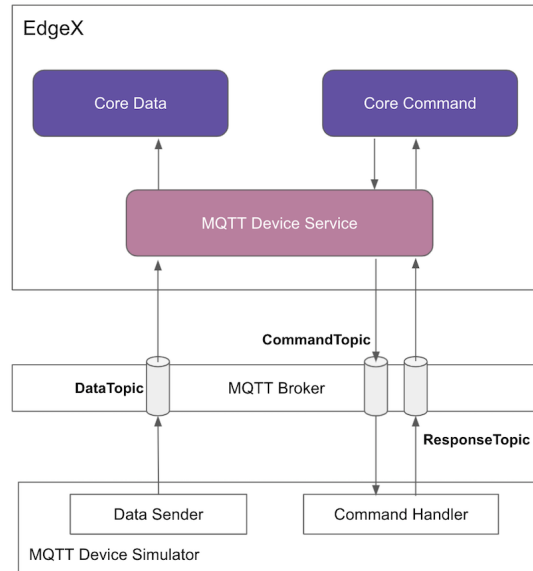 EdgeX
Core Data
Core Command
MQTT Device Service
CommandTopic
DataTopic
MQTT Broker
ResponseTopic
Data Sender
Command Handler
MQTT Device Simulator